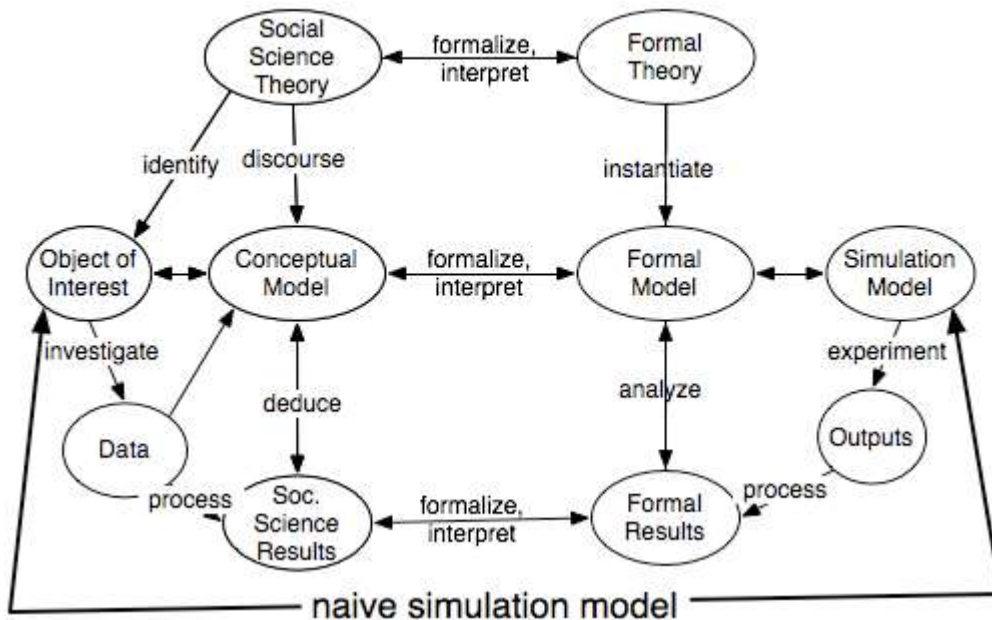 Social
Science
Theory
formalize,
interpret
Formal
Theory
identify
discourse
instantiate
Object of
Interest
Conceptual
Model
formalize,
interpret
Formal
Model
Simulation
Model
investigate
deduce
analyze
experiment
Data
Outputs
process
Soc.
Science
Results
formalize,
interpret
Formal
Results
process
naive simulation model